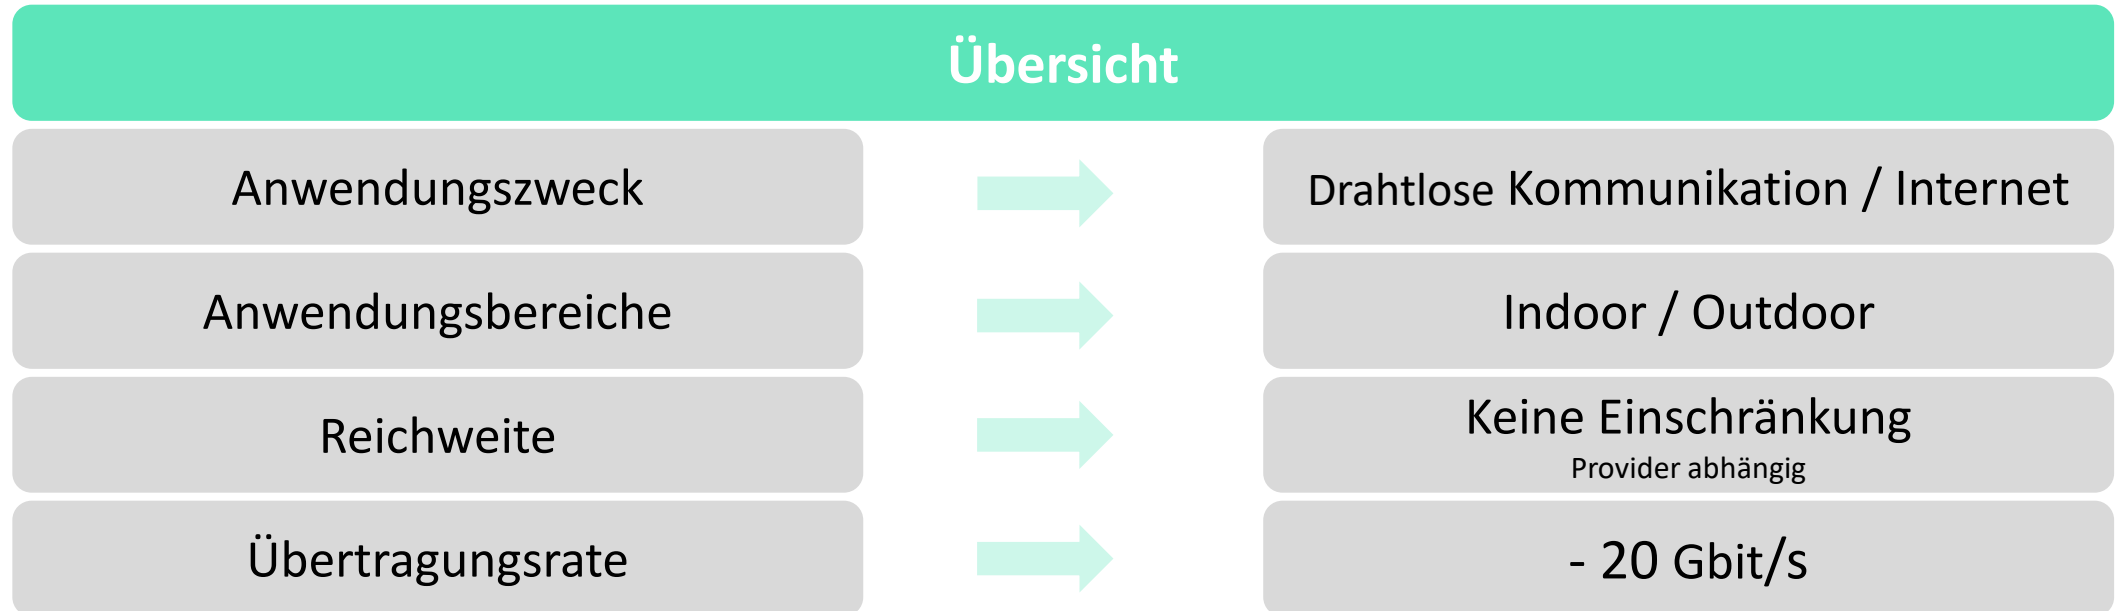 Übersicht
Anwendungszweck
Drahtlose Kommunikation / Internet
Anwendungsbereiche
Indoor / Outdoor
Reichweite
Keine Einschränkung
Provider abhängig
Übertragungsrate
- 20 Gbit/s